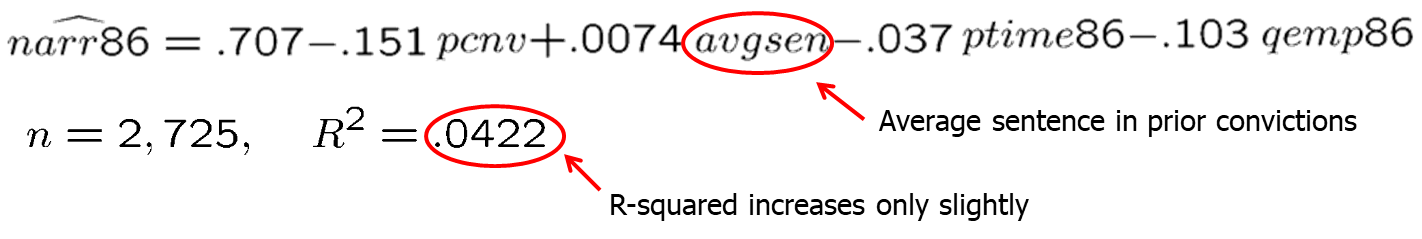 narr86̂ = .707−.151 pcnv+.0074 avgsen−.037 ptime86−.103 qemp86
Average sentence in prior convictions
n = 2,725, R² = .0422
R-squared increases only slightly